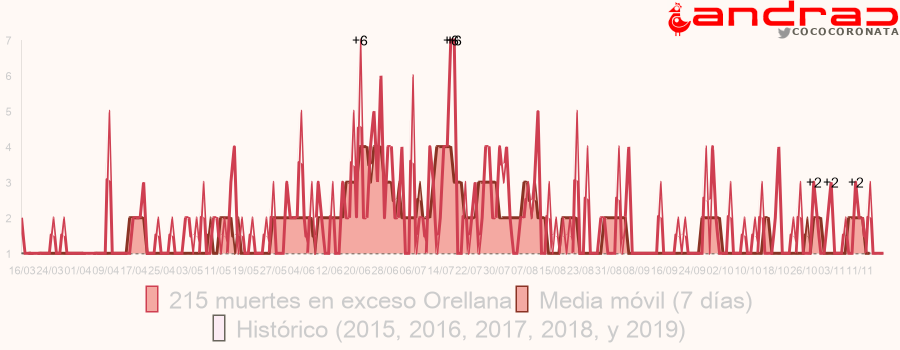 andrab
COCOCORONATA
+6 +6 +6
7
6
5
4
3
+2 +2 +2
2
1
16/03 24/03 01/04 09/04 17/04 25/04 03/05 11/05 19/05 27/05 04/06 12/06 20/06 28/06 06/07 14/07 22/07 30/07 07/08 15/08 23/08 31/08 08/09 16/09 24/09 02/10 10/10 18/10 26/10 03/11 11/11
215 muertes en exceso Orellana Media móvil (7 días)
Histórico (2015, 2016, 2017, 2018, y 2019)